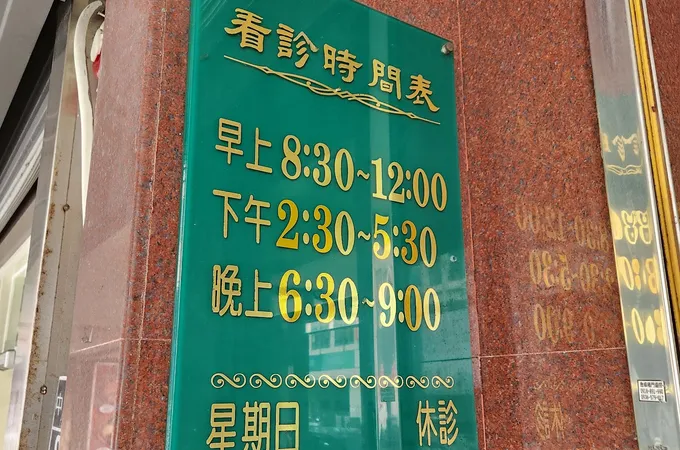 看診時間表
早上 8:30~12:00
下午 2:30~5:30
晚上 6:30~9:00
星期日 休診